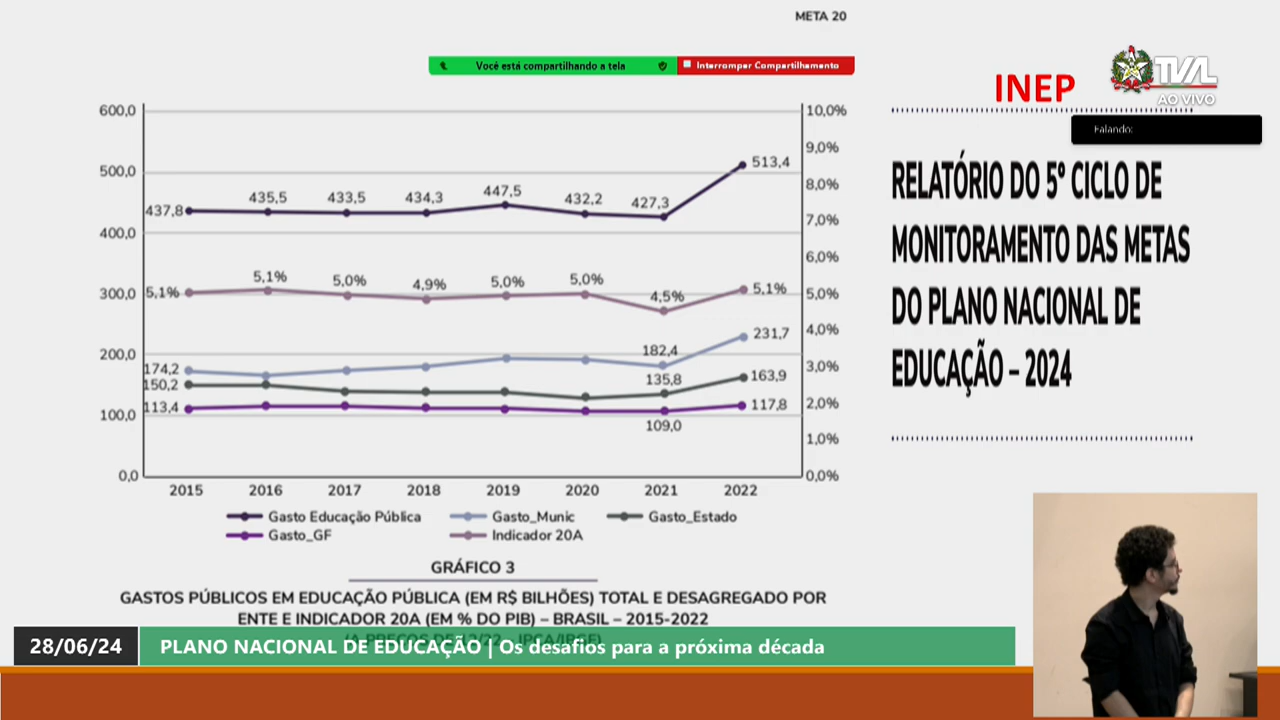 META 20
Você está compartilhando a tela
Interromper Compartilhamento
INEP
TVAL
AO VIVO
Falando:
RELATÓRIO DO 5º CICLO DE
MONITORAMENTO DAS METAS
DO PLANO NACIONAL DE
EDUCAÇÃO – 2024
600,0
500,0
400,0
300,0
200,0
100,0
0,0
10,0%
9,0%
8,0%
7,0%
6,0%
5,0%
4,0%
3,0%
2,0%
1,0%
0,0%
437,8 435,5 433,5 434,3 447,5 432,2 427,3 513,4
5,1% 5,1% 5,0% 4,9% 5,0% 5,0% 4,5% 5,1%
174,2 182,4 231,7
150,2 135,8 163,9
113,4 109,0 117,8
2015 2016 2017 2018 2019 2020 2021 2022
Gasto Educação Pública Gasto_Munic Gasto_Estado
Gasto_GF Indicador 20A
GRÁFICO 3
GASTOS PÚBLICOS EM EDUCAÇÃO PÚBLICA (EM R$ BILHÕES) TOTAL E DESAGREGADO POR
ENTE E INDICADOR 20A (EM % DO PIB) – BRASIL – 2015-2022
28/06/24
PLANO NACIONAL DE EDUCAÇÃO | Os desafios para a próxima década